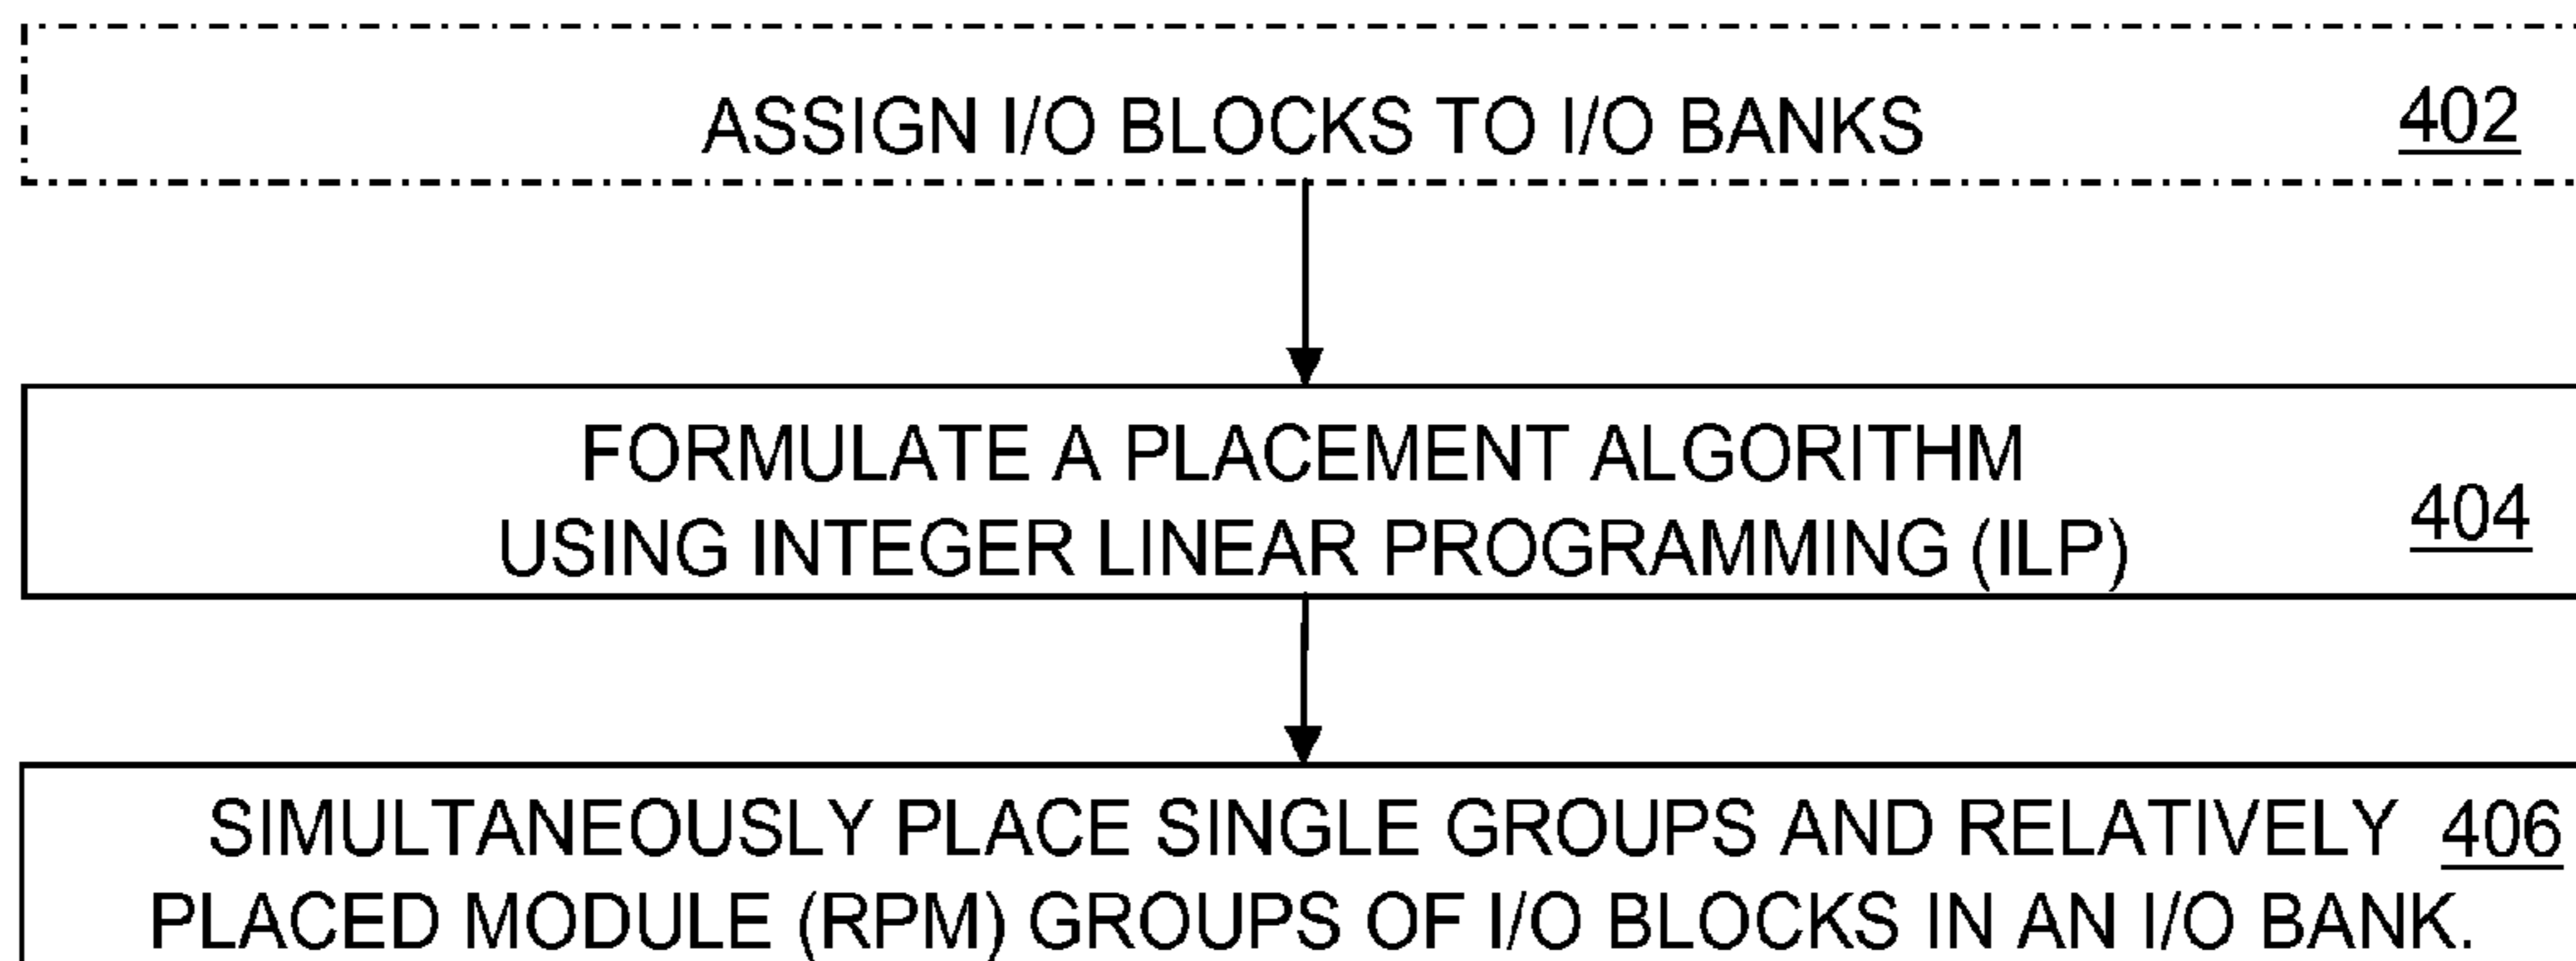 ASSIGN I/O BLOCKS TO I/O BANKS 402
FORMULATE A PLACEMENT ALGORITHM
USING INTEGER LINEAR PROGRAMMING (ILP) 404
SIMULTANEOUSLY PLACE SINGLE GROUPS AND RELATIVELY 406
PLACED MODULE (RPM) GROUPS OF I/O BLOCKS IN AN I/O BANK.